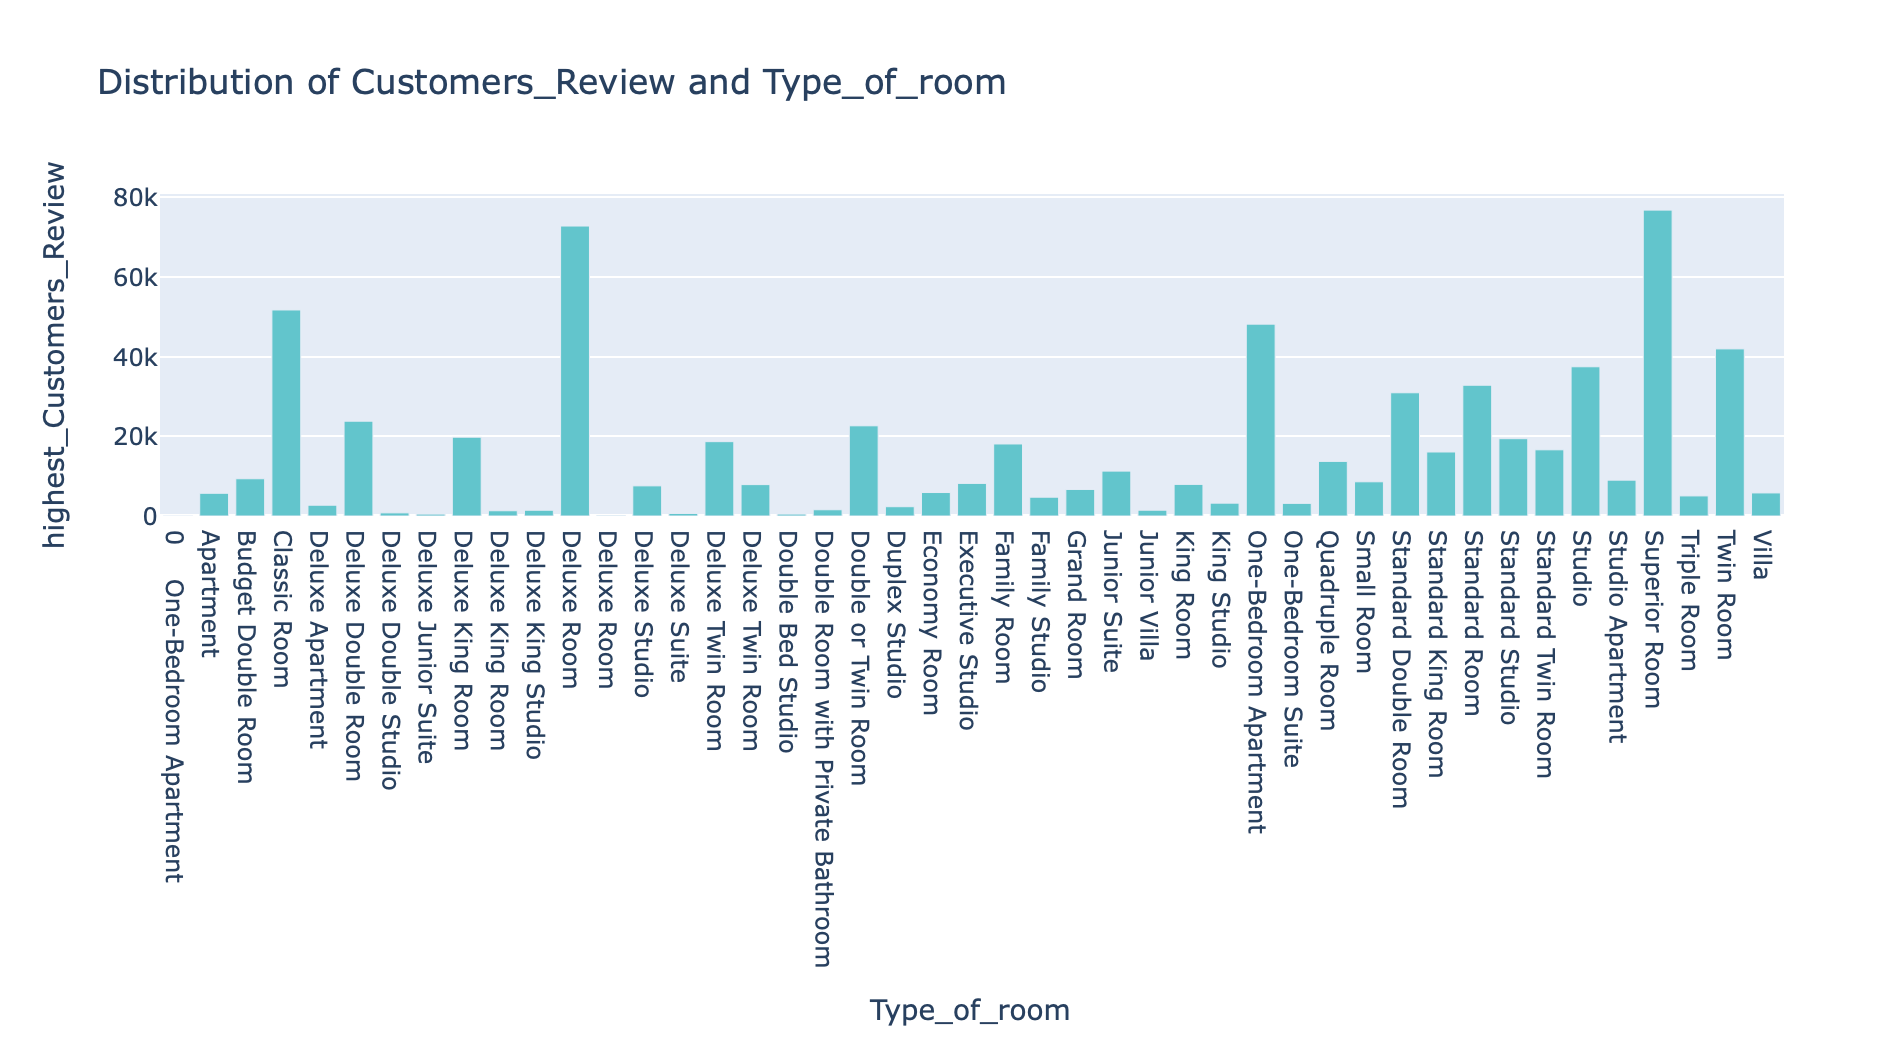 Distribution of Customers_Review and Type_of_room
highest_Customers_Review
80k
60k
40k
20k
0
0 One-Bedroom Apartment
Apartment
Budget Double Room
Classic Room
Deluxe Apartment
Deluxe Double Room
Deluxe Double Studio
Deluxe Junior Suite
Deluxe King Room
Deluxe King Room
Deluxe King Studio
Deluxe Room
Deluxe Room
Deluxe Studio
Deluxe Suite
Deluxe Twin Room
Deluxe Twin Room
Double Bed Studio
Double Room with Private Bathroom
Double or Twin Room
Duplex Studio
Economy Room
Executive Studio
Family Room
Family Studio
Grand Room
Junior Suite
Junior Villa
King Room
King Studio
One-Bedroom Apartment
One-Bedroom Suite
Quadruple Room
Small Room
Standard Double Room
Standard King Room
Standard Room
Standard Studio
Standard Twin Room
Studio
Studio Apartment
Superior Room
Triple Room
Twin Room
Villa
Type_of_room